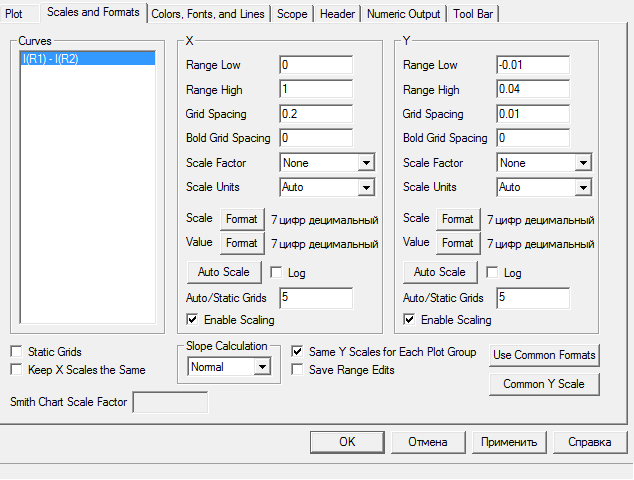 Plot Scales and Formats Colors, Fonts, and Lines Scope Header Numeric Output Tool Bar
Curves
I(R1) - I(R2)
X
Range Low 0
Range High 1
Grid Spacing 0.2
Bold Grid Spacing 0
Scale Factor None
Scale Units Auto
Scale Format 7 цифр децимальный
Value Format 7 цифр децимальный
Auto Scale Log
Auto/Static Grids 5
Enable Scaling
Y
Range Low -0.01
Range High 0.04
Grid Spacing 0.01
Bold Grid Spacing 0
Scale Factor None
Scale Units Auto
Scale Format 7 цифр децимальный
Value Format 7 цифр децимальный
Auto Scale Log
Auto/Static Grids 5
Enable Scaling
Static Grids
Keep X Scales the Same
Slope Calculation
Normal
Same Y Scales for Each Plot Group
Save Range Edits
Use Common Formats
Common Y Scale
Smith Chart Scale Factor
OK Отмена Применить Справка